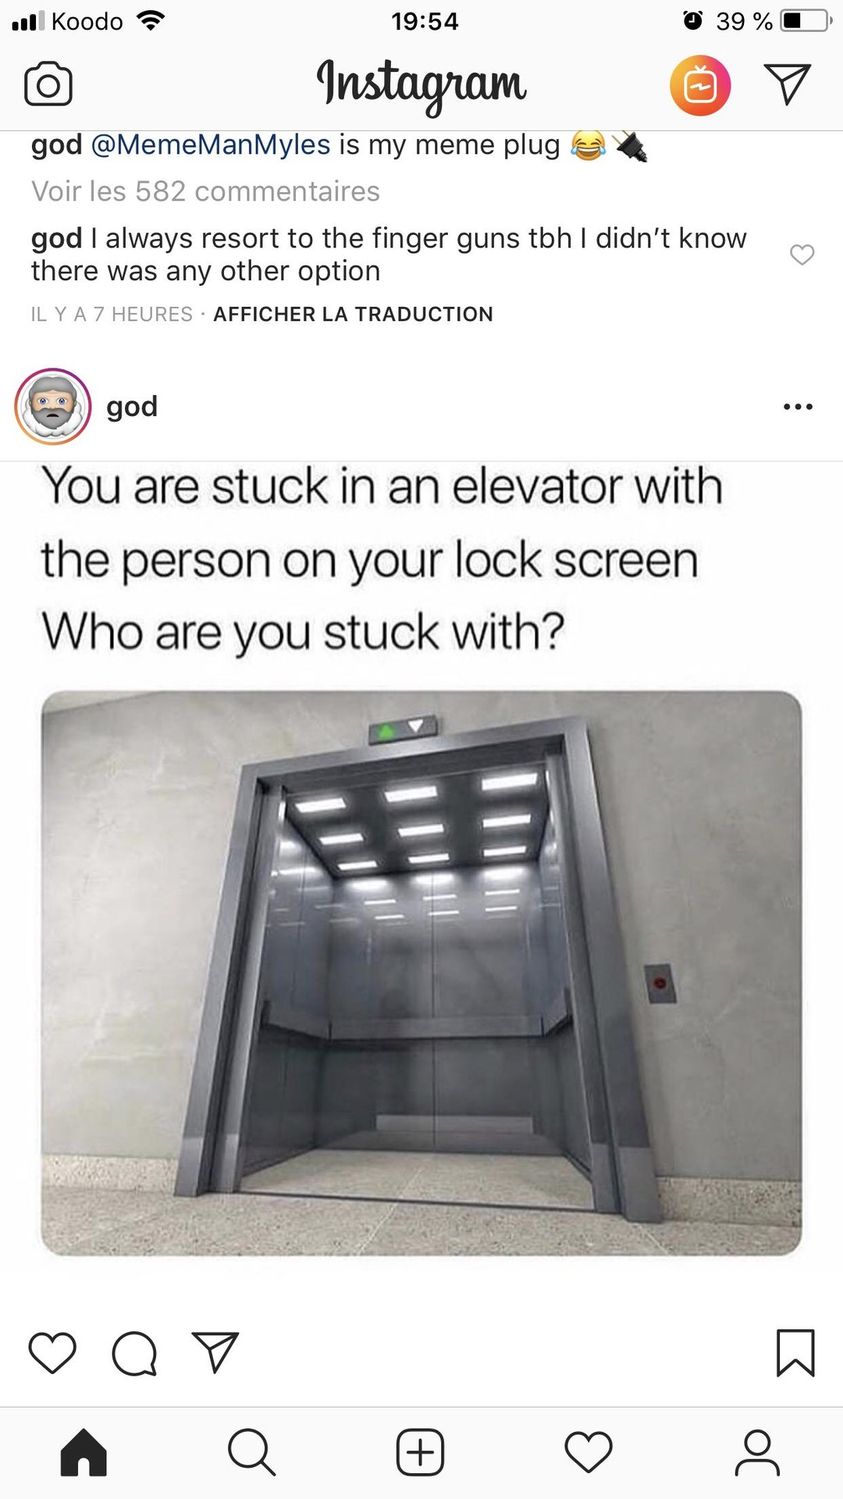 Koodo 19:54 39 %
Instagram
god @MemeManMyles is my meme plug 😂🔌
Voir les 582 commentaires
god I always resort to the finger guns tbh I didn’t know
there was any other option
IL Y A 7 HEURES · AFFICHER LA TRADUCTION
god
You are stuck in an elevator with
the person on your lock screen
Who are you stuck with?